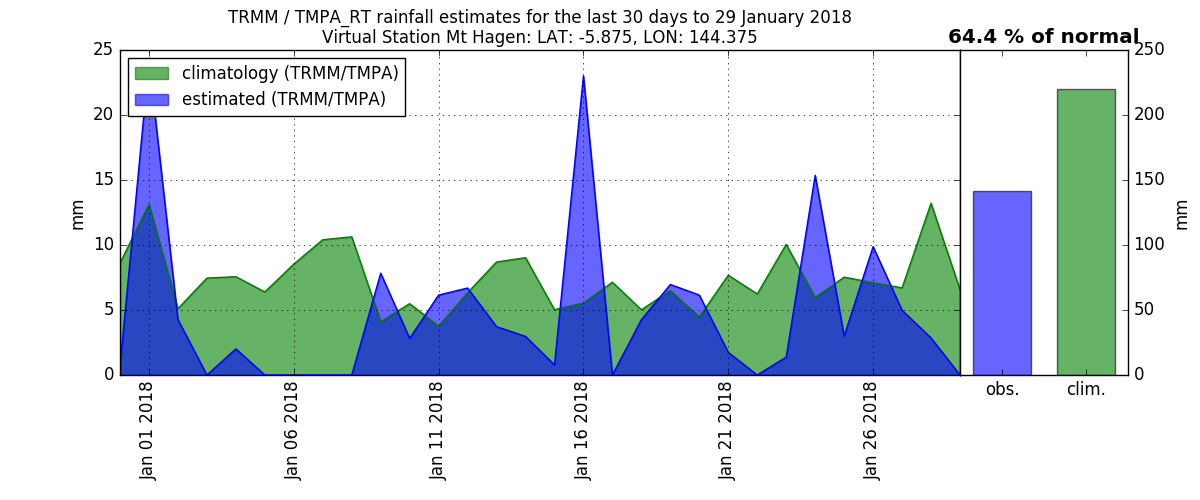 TRMM / TMPA_RT rainfall estimates for the last 30 days to 29 January 2018
Virtual Station Mt Hagen: LAT: -5.875, LON: 144.375
64.4 % of normal
climatology (TRMM/TMPA)
estimated (TRMM/TMPA)
25
20
15
10
5
0
mm
Jan 01 2018
Jan 06 2018
Jan 11 2018
Jan 16 2018
Jan 21 2018
Jan 26 2018
250
200
150
100
50
0
mm
obs.
clim.